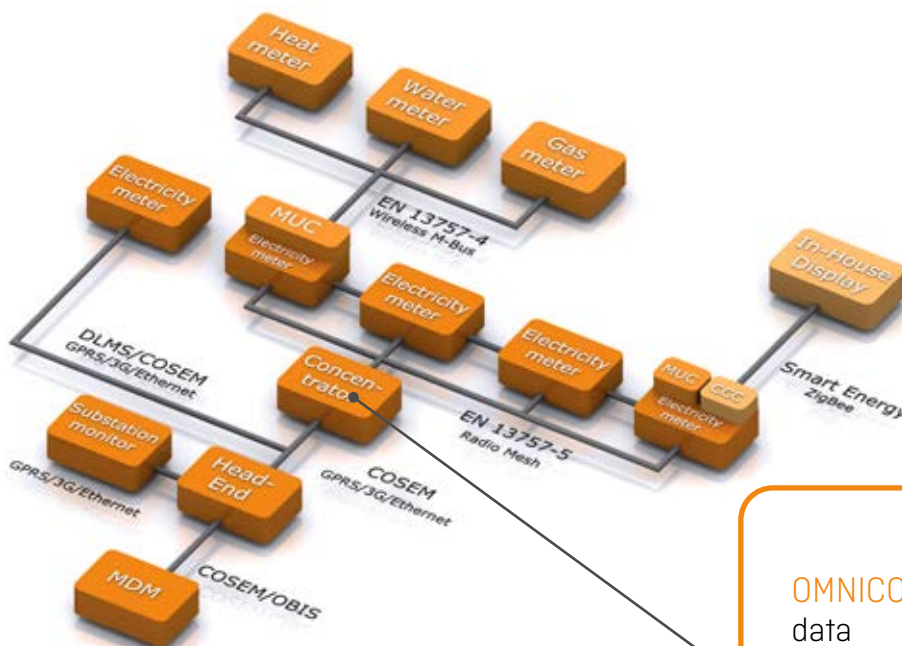 Heat
meter
Water
meter
Gas
meter
EN 13757-4
Wireless M-Bus
Electricity
meter
MUC
Electricity
meter
In-House
Display
Electricity
meter
Electricity
meter
DLMS/COSEM
GPRS/3G/Ethernet
Concen-
trator
MUC
CCC
Electricity
meter
Smart Energy
ZigBee
EN 13757-5
Radio Mesh
Substation
monitor
GPRS/3G/Ethernet
Head-
End
COSEM
GPRS/3G/Ethernet
MDM
COSEM/OBIS
OMNICO
data